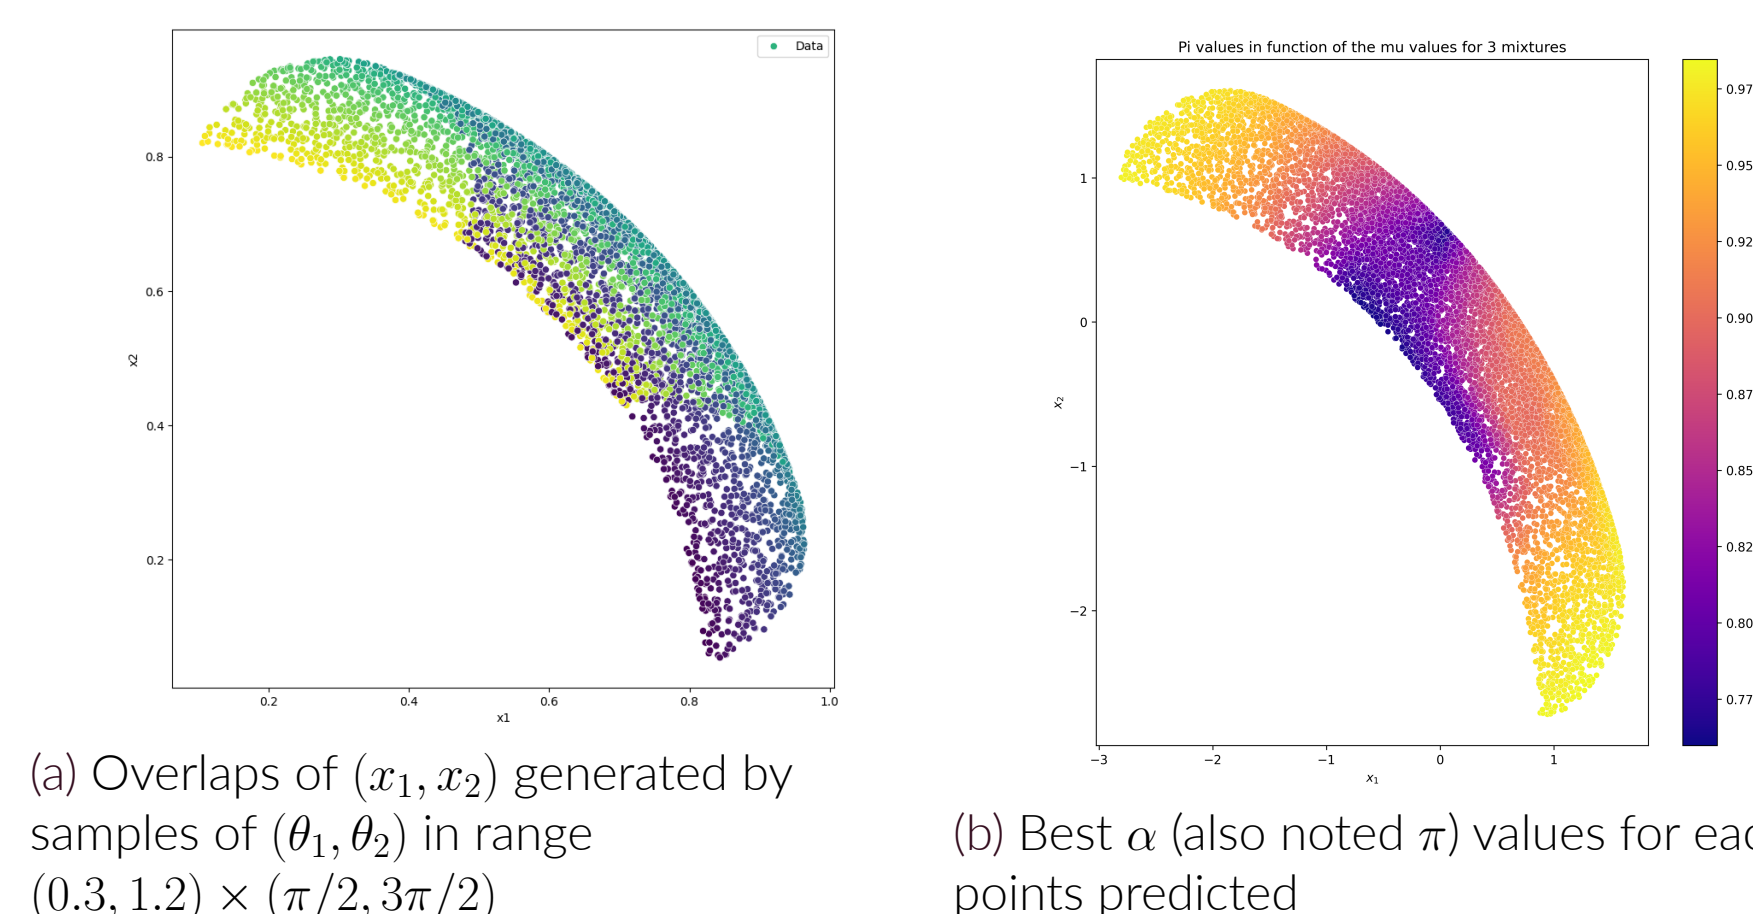 Data
0.8
0.6
0.4
0.2
x2
0.2 0.4 0.6 0.8 1.0
x1
(a) Overlaps of (x₁, x₂) generated by
samples of (θ₁, θ₂) in range
(0.3, 1.2) × (π/2, 3π/2)
Pi values in function of the mu values for 3 mixtures
1
0
−1
−2
x₂
−3 −2 −1 0 1
x₁
0.97
0.95
0.92
0.90
0.87
0.85
0.82
0.80
0.77
(b) Best α (also noted π) values for
points predicted